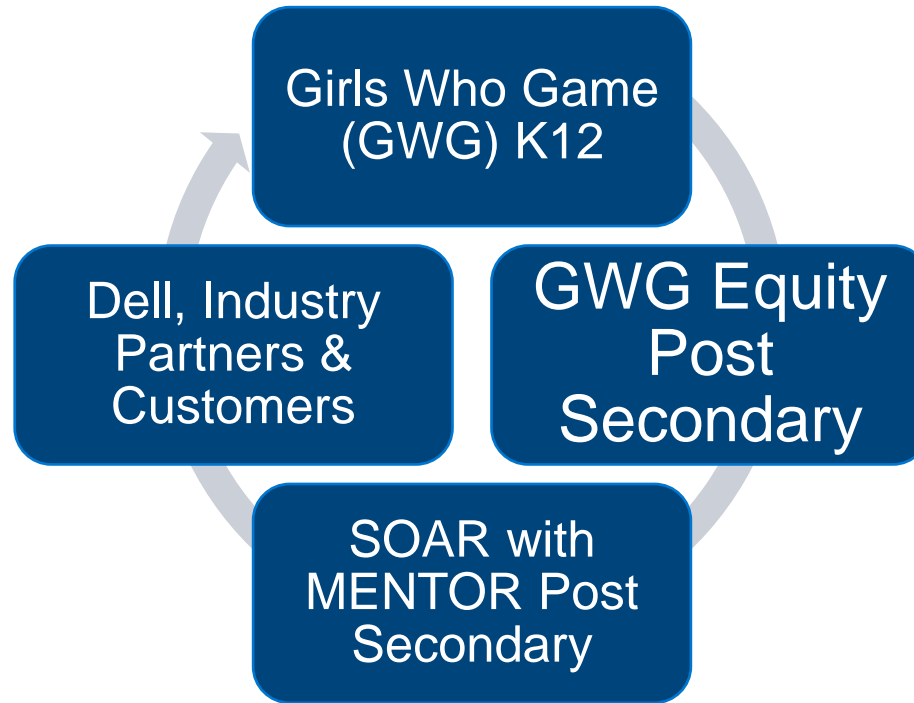 Girls Who Game
(GWG) K12
GWG Equity
Post
Secondary
SOAR with
MENTOR Post
Secondary
Dell, Industry
Partners &
Customers